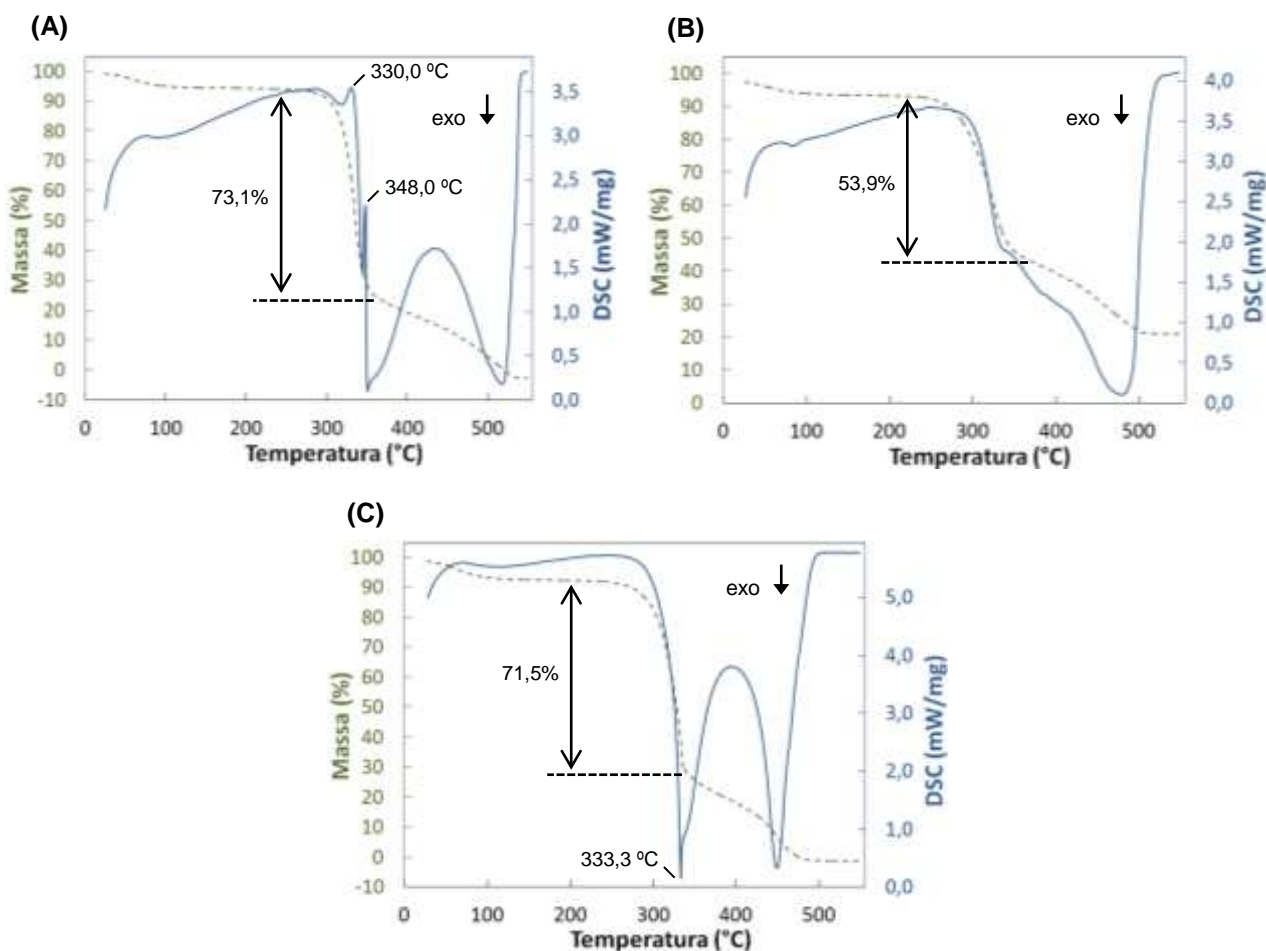 (A)
100
90
80
70
60
50
40
30
20
10
0
-10
Massa (%)
330,0 ºC
exo
73,1%
348,0 ºC
3,5
3,0
2,5
2,0
1,5
1,0
0,5
0,0
DSC (mW/mg)
0 100 200 300 400 500
Temperatura (°C)
(B)
100
90
80
70
60
50
40
30
20
10
0
Massa (%)
exo
53,9%
4,0
3,5
3,0
2,5
2,0
1,5
1,0
0,5
0,0
DSC (mW/mg)
0 100 200 300 400 500
Temperatura (°C)
(C)
100
90
80
70
60
50
40
30
20
10
0
-10
Massa (%)
exo
71,5%
333,3 ºC
5,0
4,0
3,0
2,0
1,0
0,0
DSC (mW/mg)
0 100 200 300 400 500
Temperatura (°C)